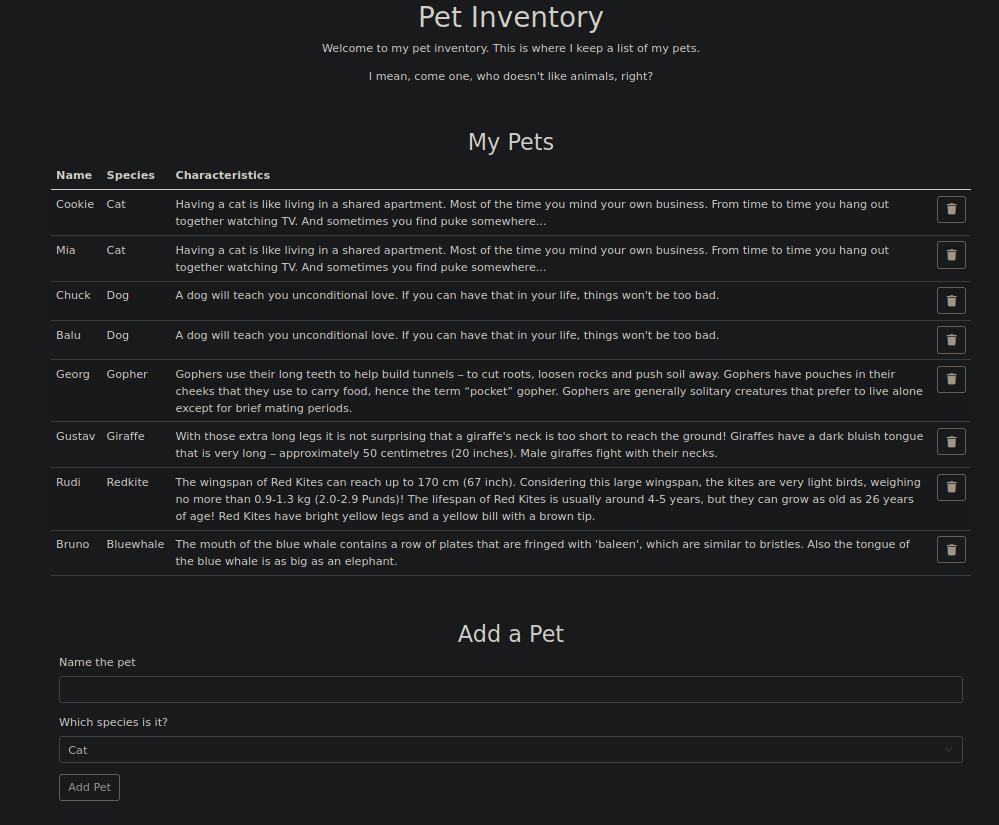 Pet Inventory
Welcome to my pet inventory. This is where I keep a list of my pets.
I mean, come one, who doesn't like animals, right?
My Pets
Name Species Characteristics
Cookie Cat Having a cat is like living in a shared apartment. Most of the time you mind your own business. From time to time you hang out
together watching TV. And sometimes you find puke somewhere...
Mia Cat Having a cat is like living in a shared apartment. Most of the time you mind your own business. From time to time you hang out
together watching TV. And sometimes you find puke somewhere...
Chuck Dog A dog will teach you unconditional love. If you can have that in your life, things won't be too bad.
Balu Dog A dog will teach you unconditional love. If you can have that in your life, things won't be too bad.
Georg Gopher Gophers use their long teeth to help build tunnels – to cut roots, loosen rocks and push soil away. Gophers have pouches in their
cheeks that they use to carry food, hence the term “pocket” gopher. Gophers are generally solitary creatures that prefer to live alone
except for brief mating periods.
Gustav Giraffe With those extra long legs it is not surprising that a giraffe's neck is too short to reach the ground! Giraffes have a dark bluish tongue
that is very long – approximately 50 centimetres (20 inches). Male giraffes fight with their necks.
Rudi Redkite The wingspan of Red Kites can reach up to 170 cm (67 inch). Considering this large wingspan, the kites are very light birds, weighing
no more than 0.9-1.3 kg (2.0-2.9 Punds)! The lifespan of Red Kites is usually around 4-5 years, but they can grow as old as 26 years
of age! Red Kites have bright yellow legs and a yellow bill with a brown tip.
Bruno Bluewhale The mouth of the blue whale contains a row of plates that are fringed with 'baleen', which are similar to bristles. Also the tongue of
the blue whale is as big as an elephant.
Add a Pet
Name the pet
Which species is it?
Cat
Add Pet